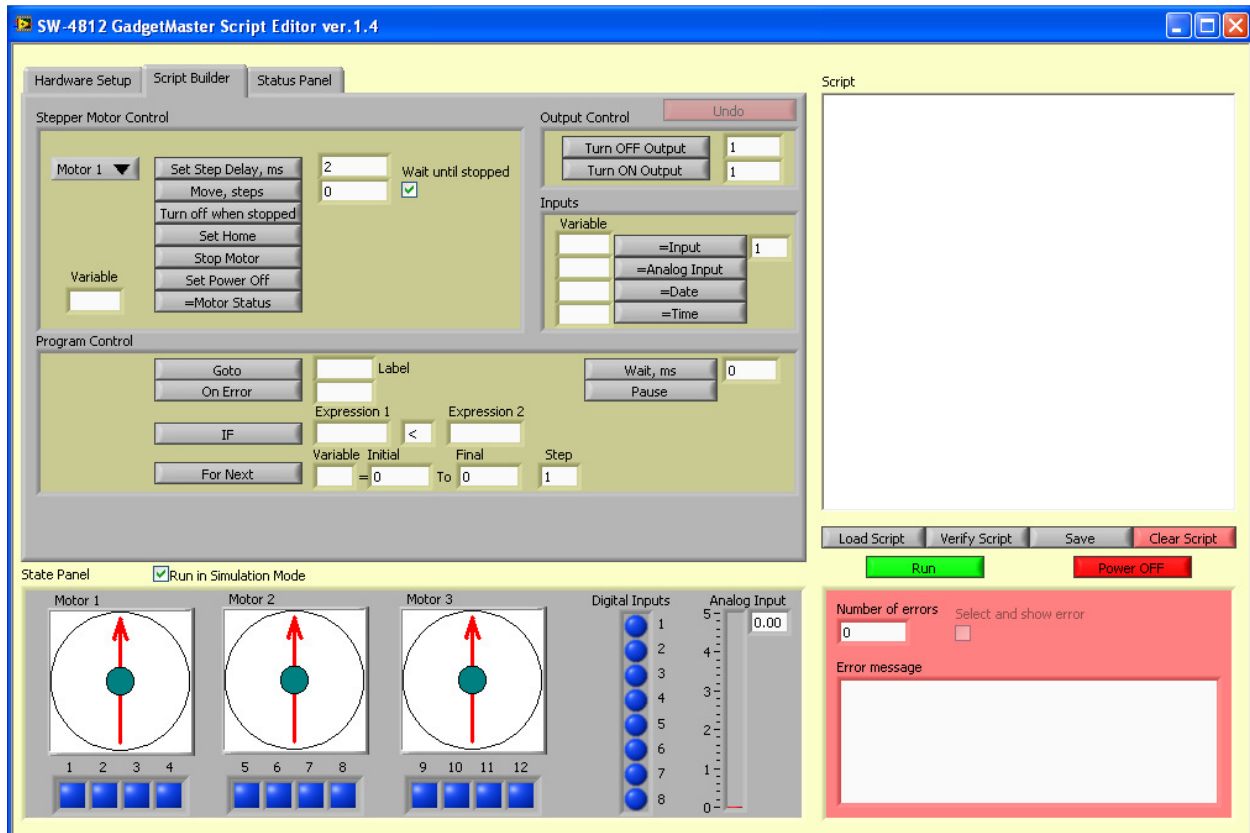 SW-4812 GadgetMaster Script Editor ver.1.4
Hardware Setup Script Builder Status Panel
Script
Undo
Stepper Motor Control
Motor 1
Set Step Delay, ms 2
Wait until stopped
Move, steps 0
Turn off when stopped
Set Home
Stop Motor
Variable
Set Power Off
=Motor Status
Output Control
Turn OFF Output 1
Turn ON Output 1
Inputs
Variable
=Input 1
=Analog Input
=Date
=Time
Program Control
Goto Label
On Error
Wait, ms 0
Pause
Expression 1 Expression 2
IF <
Variable Initial Final Step
For Next = 0 To 0 1
Load Script Verify Script Save Clear Script
Run Power OFF
State Panel Run in Simulation Mode
Motor 1 Motor 2 Motor 3
1 2 3 4 5 6 7 8 9 10 11 12
Digital Inputs
1
2
3
4
5
6
7
8
Analog Input
0.00
5
4
3
2
1
0
Number of errors Select and show error
0
Error message